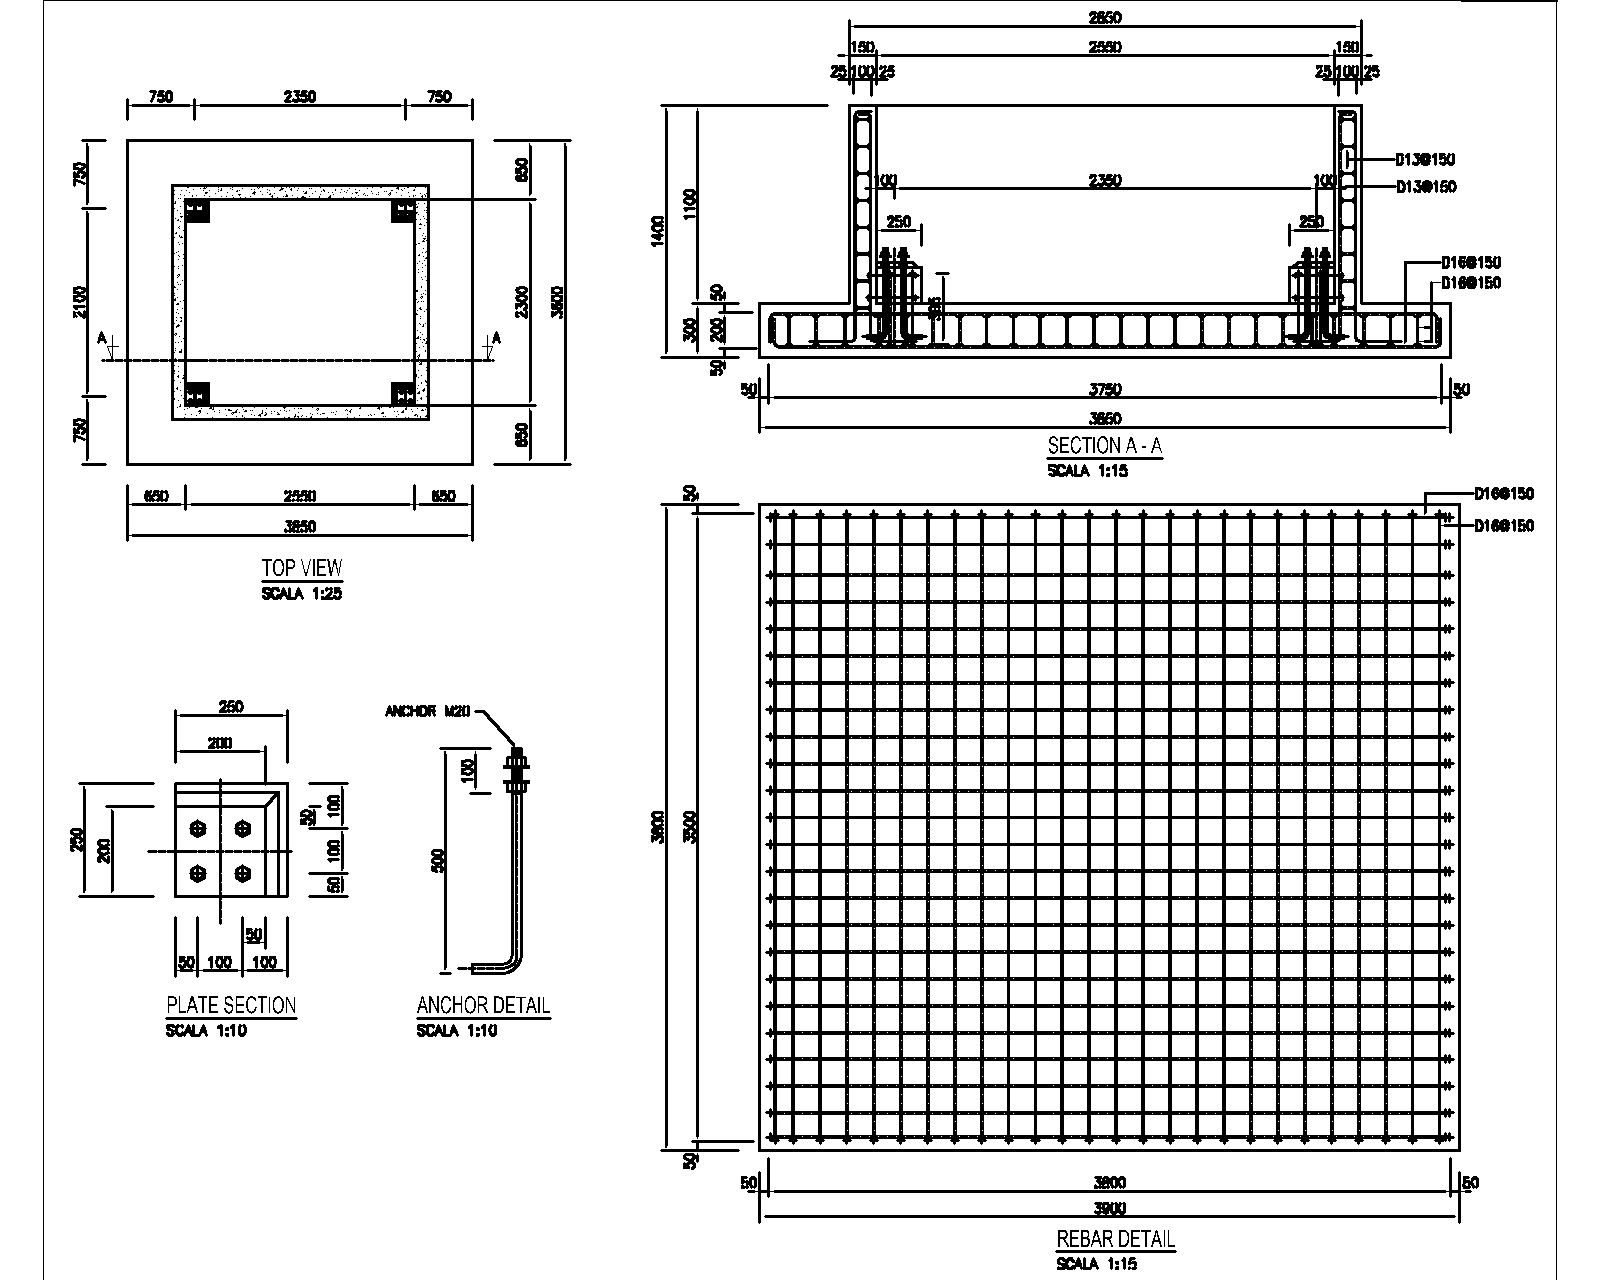 750 2350 750
750
2100
750
650
2300
650
3600
A A
650 2550 650
3850
TOP VIEW
SCALA 1:25
2850
150 2550 150
25 100 25 25 100 25
1400
1100
300
50
200
50
100 2350 100
250 250
D13@150
D13@150
D16@150
D16@150
50 3750 50
3850
SECTION A - A
SCALA 1:15
250
200
250
200
100
50
100
50
50
50 100 100
PLATE SECTION
SCALA 1:10
ANCHOR M20
100
500
ANCHOR DETAIL
SCALA 1:10
50
3500
50
D16@150
D16@150
50 3800 50
3900
REBAR DETAIL
SCALA 1:15